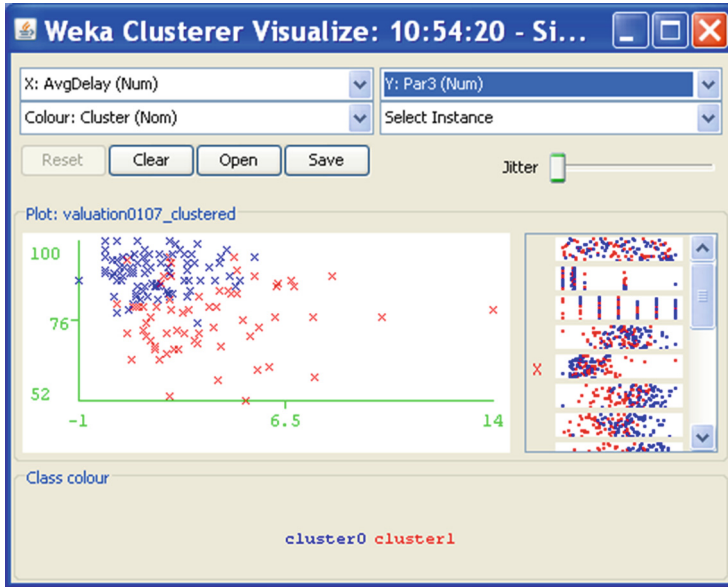 Weka Clusterer Visualize: 10:54:20 - Si...
X: AvgDelay (Num)
Y: Par3 (Num)
Colour: Cluster (Nom)
Select Instance
Reset
Clear
Open
Save
Jitter
Plot: valuation0107_clustered
100
76
52
-1
6.5
14
X
Class colour
cluster0 cluster1